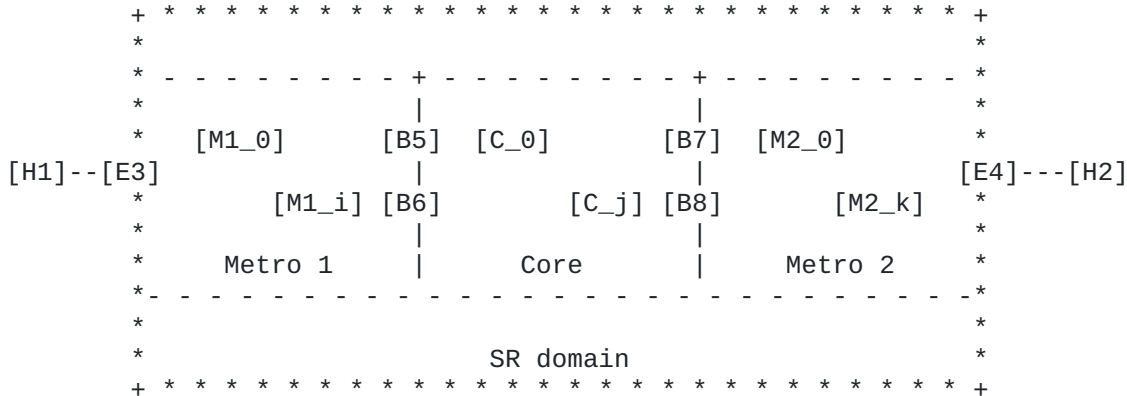 + * * * * * * * * * * * * * * * * * * * * * * * * * * +
* *
* - - - - - - - - + - - - - - - - - + - - - - - - - - *
* | | *
* [M1_0] [B5] [C_0] [B7] [M2_0] *
[H1]--[E3] | | [E4]---[H2]
* [M1_i] [B6] [C_j] [B8] [M2_k] *
* | | *
* Metro 1 | Core | Metro 2 *
*- - - - - - - - - - - - - - - - - - - - - - - - - - -*
* *
* SR domain *
+ * * * * * * * * * * * * * * * * * * * * * * * * * * +